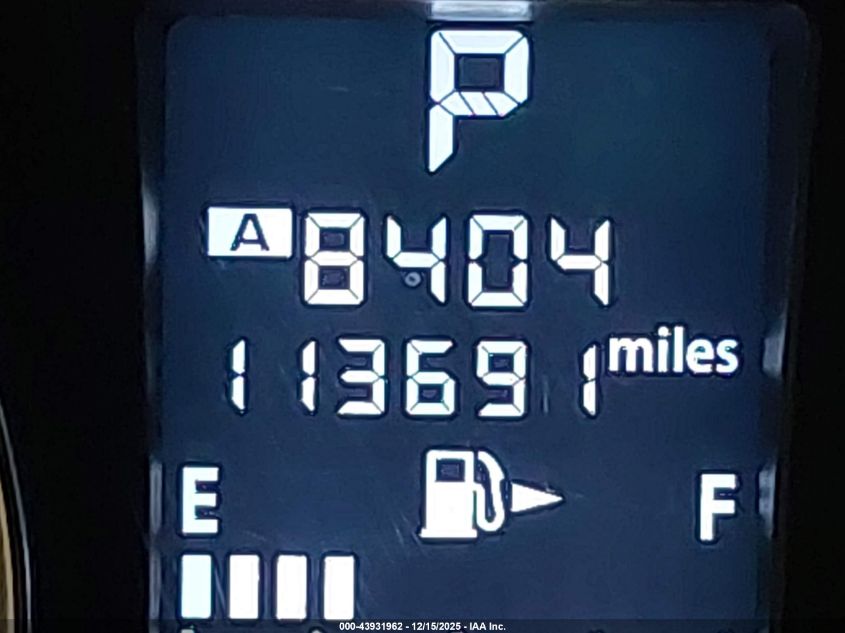 P
A 8404
113691 miles
E F
000-43931962 - 12/15/2025 - IAA Inc.